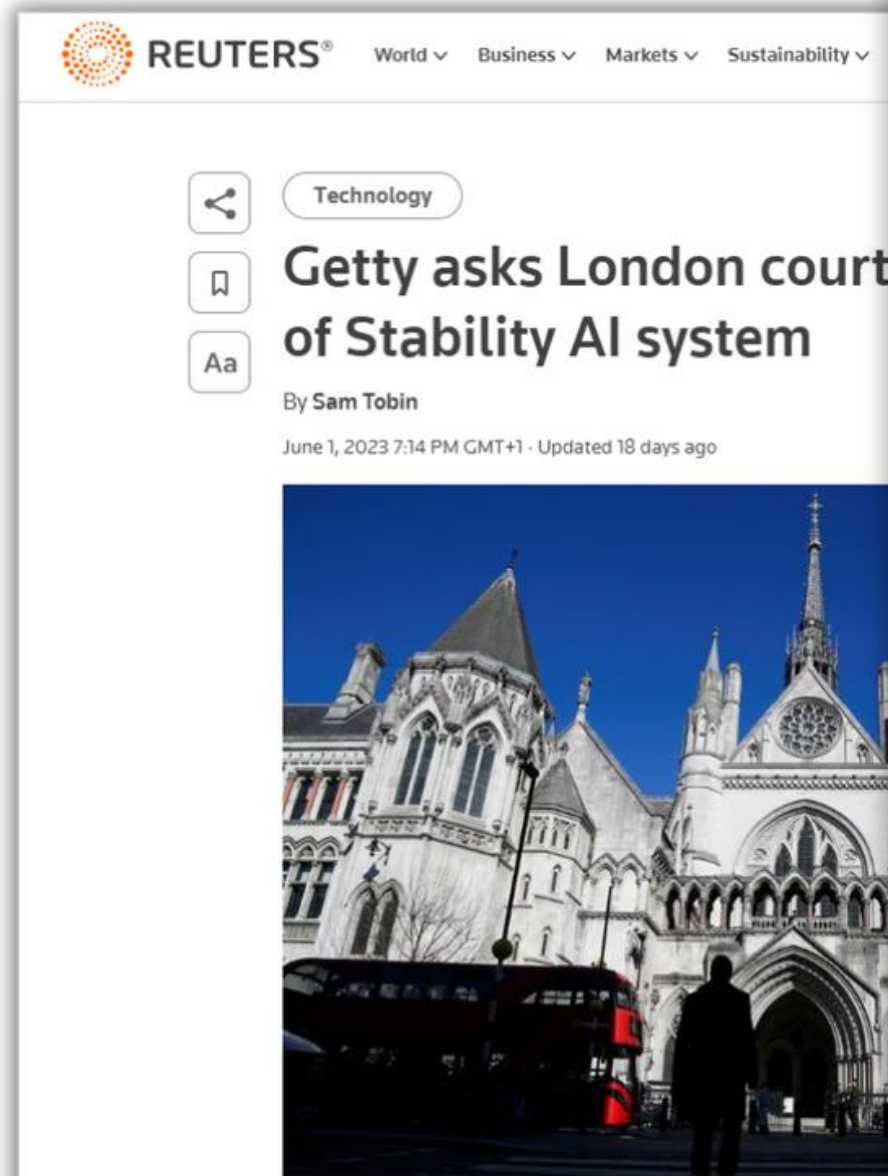 REUTERS®
World Business Markets Sustainability
Technology
Getty asks London court
of Stability AI system
Aa
By Sam Tobin
June 1, 2023 7:14 PM GMT+1 · Updated 18 days ago